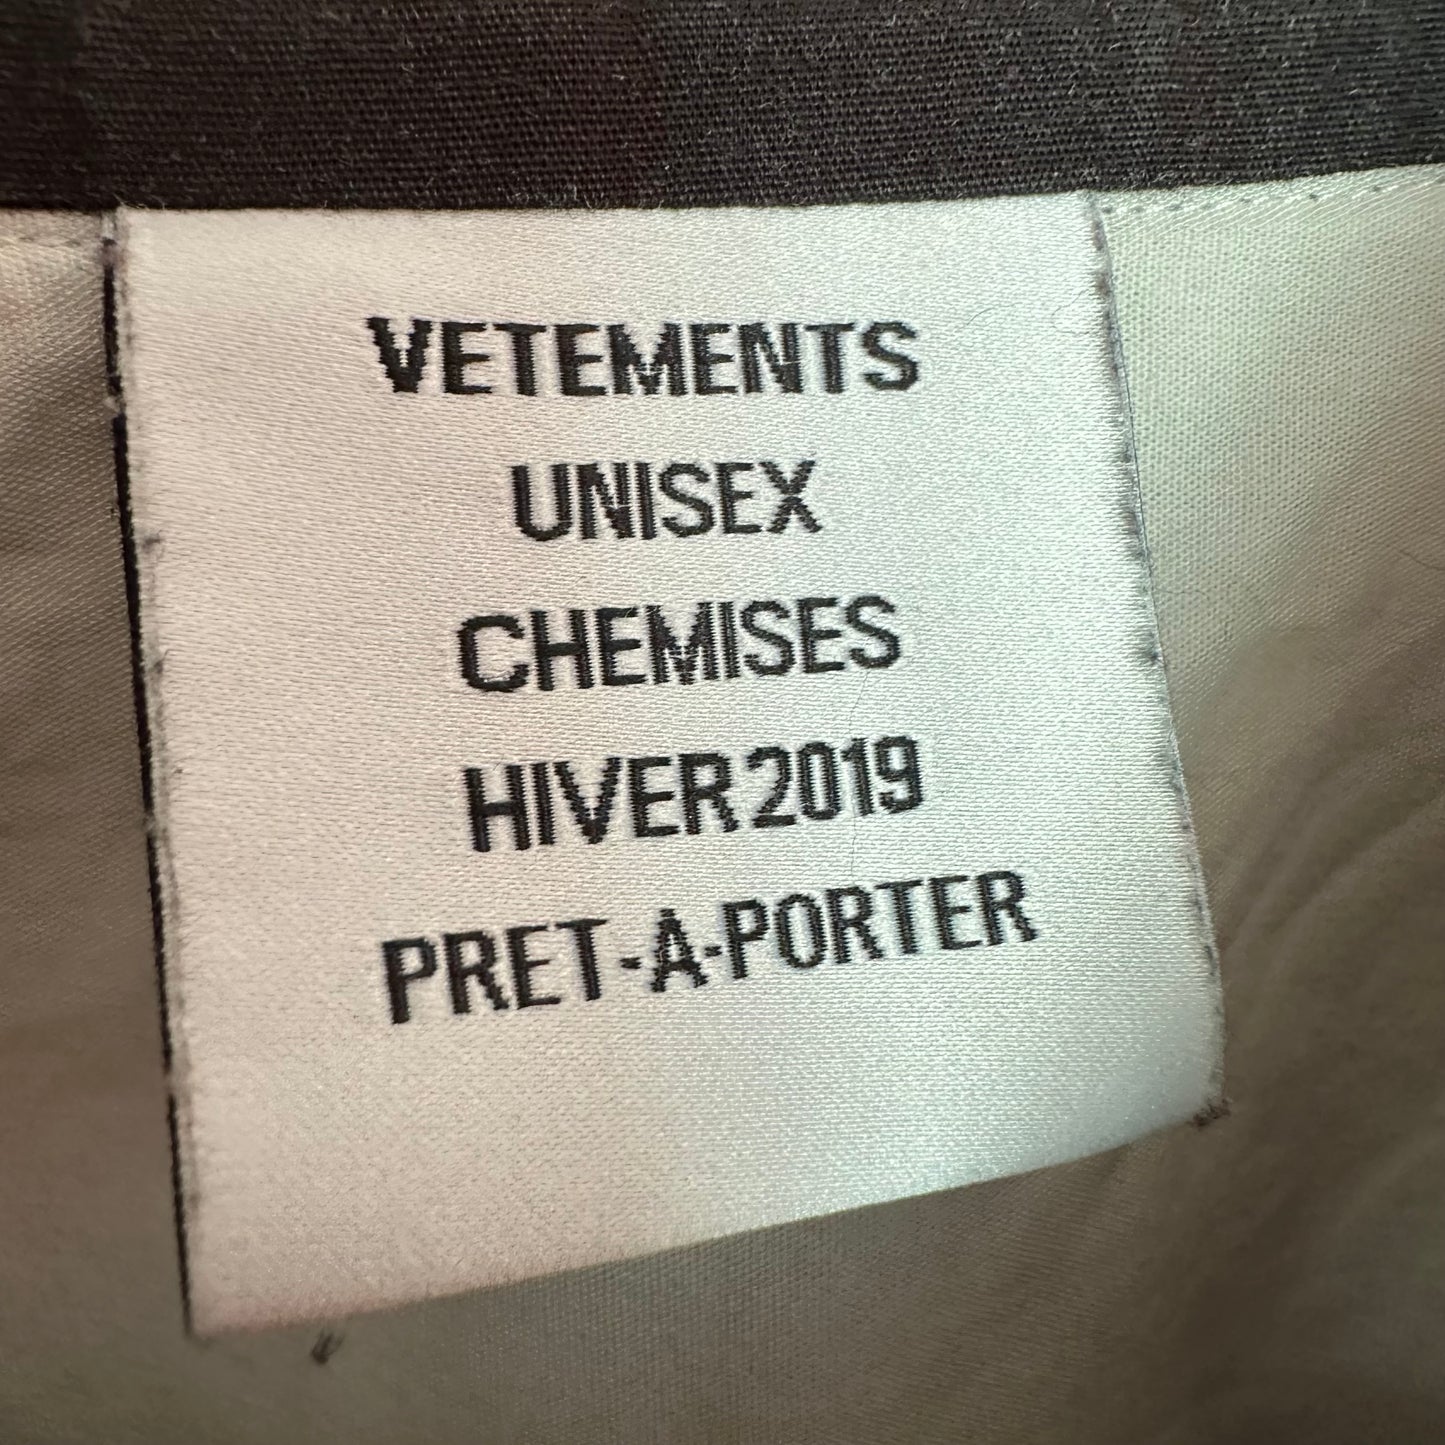 VETEMENTS
UNISEX
CHEMISES
HIVER 2019
PRET-A-PORTER